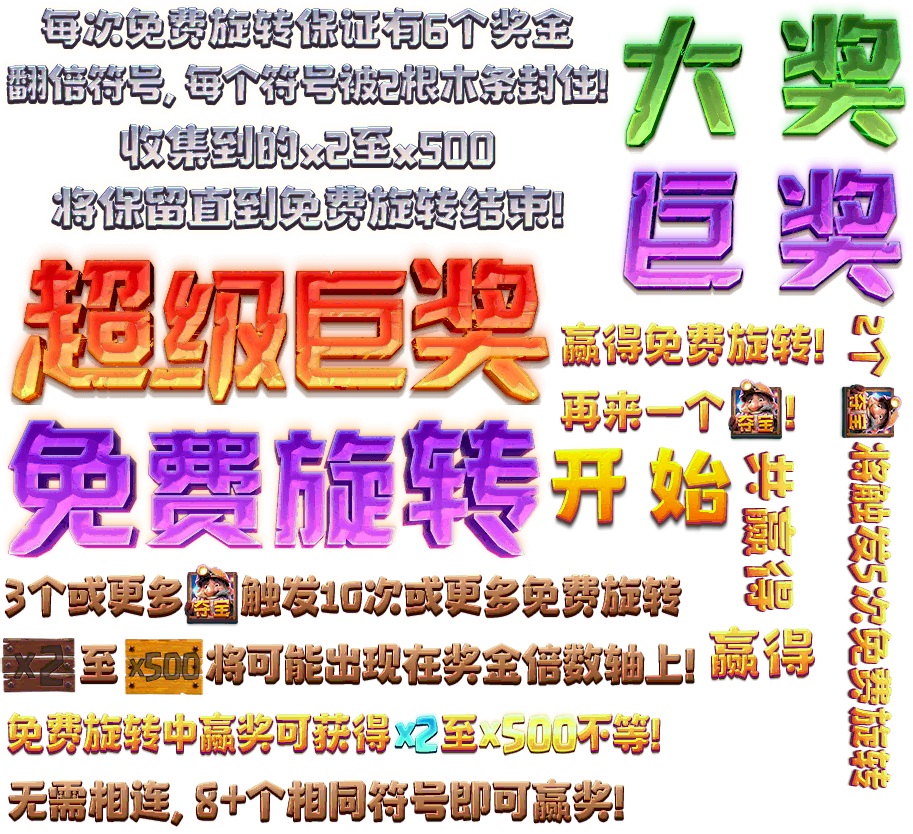 每次免费旋转保证有6个奖金
翻倍符号, 每个符号被2根木条封住!
收集到的x2至x500
将保留直到免费旋转结束!
大奖
巨奖
超级巨奖
赢得免费旋转!
再来一个夺宝!
免费旋转
开始
2个夺宝将触发5次免费旋转
共赢得
3个或更多夺宝触发10次或更多免费旋转
x2至x500将可能出现在奖金倍数轴上!
赢得
免费旋转中赢奖可获得x2至x500不等!
无需相连, 8+个相同符号即可赢奖!